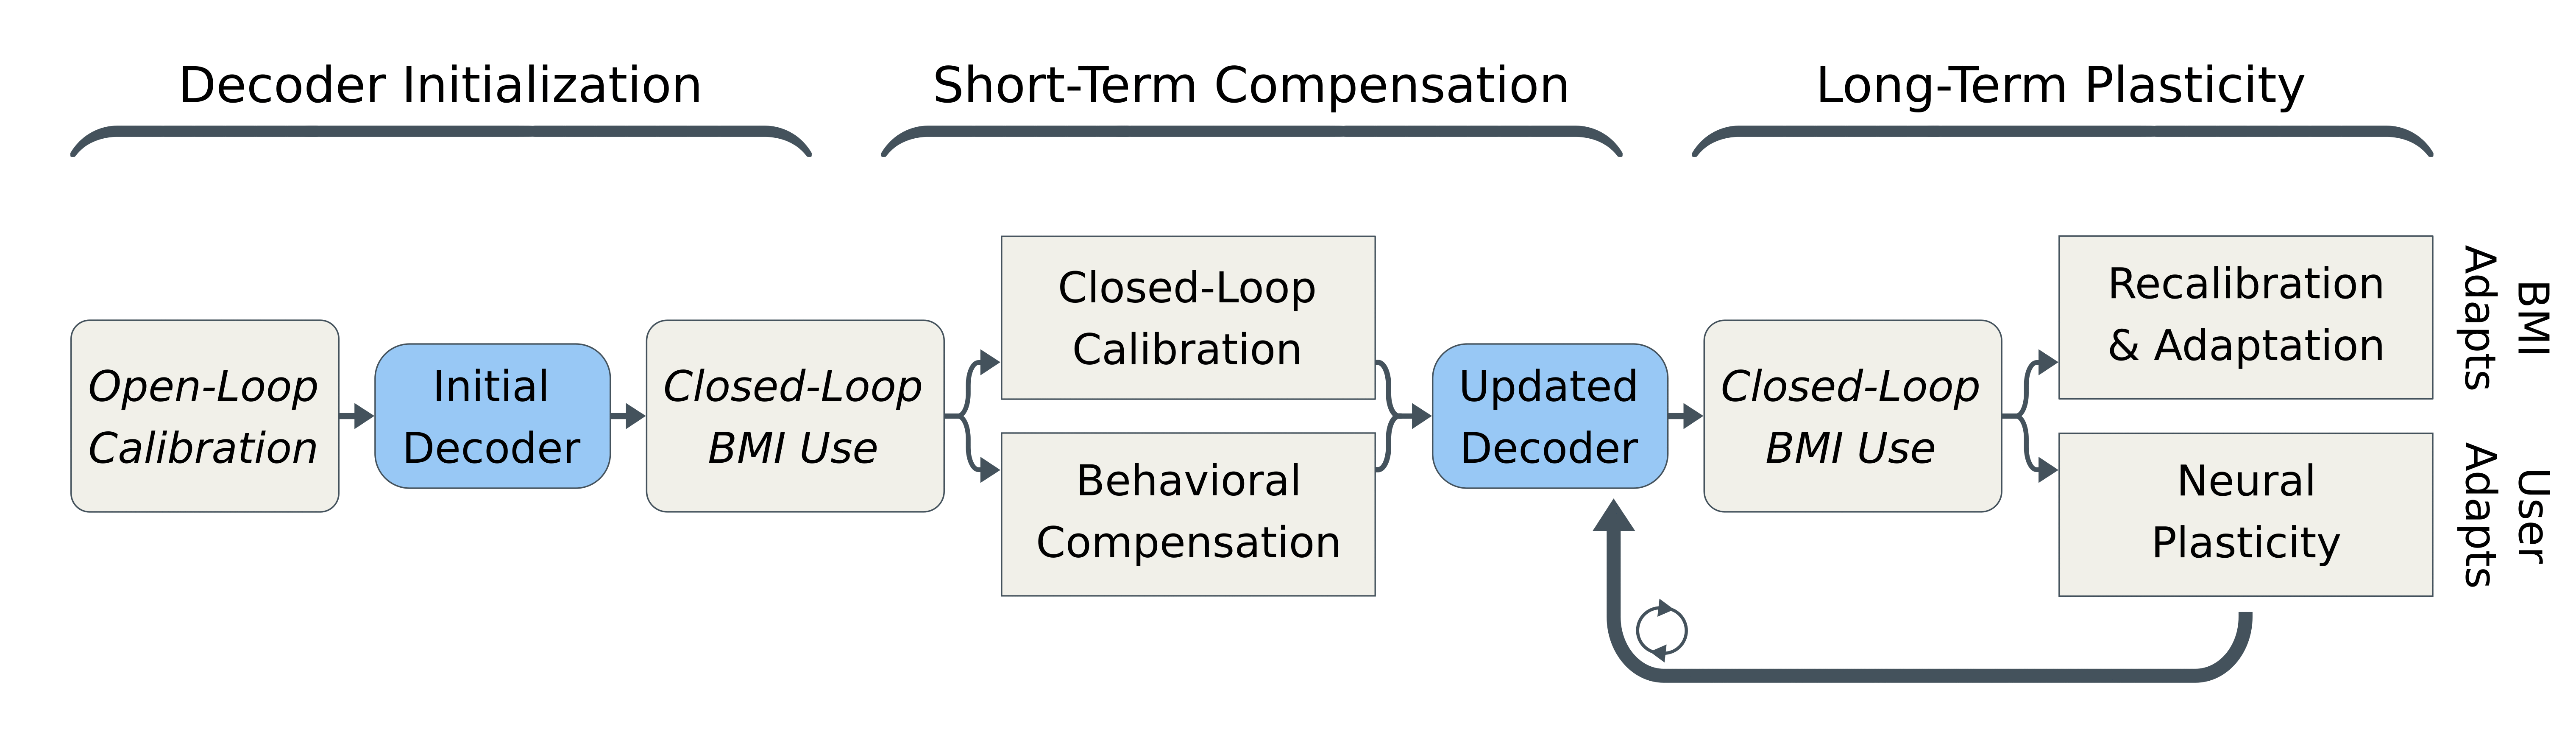 Decoder Initialization
Short-Term Compensation
Long-Term Plasticity
Open-Loop
Calibration
Initial
Decoder
Closed-Loop
BMI Use
Closed-Loop
Calibration
Behavioral
Compensation
Updated
Decoder
Closed-Loop
BMI Use
Recalibration
& Adaptation
Neural
Plasticity
BMI
Adapts
User
Adapts